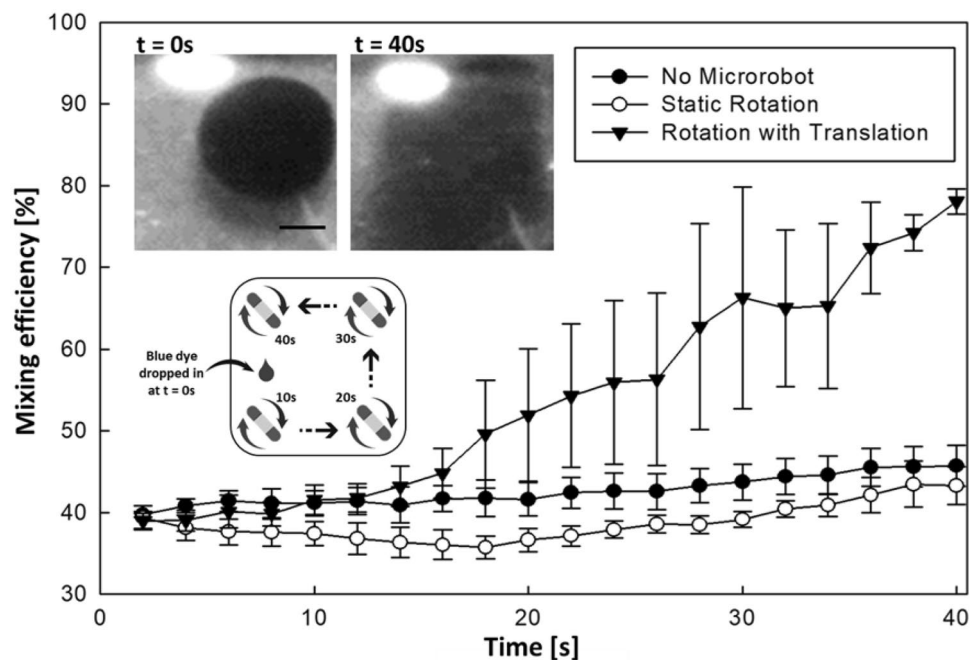 100
90
80
70
60
50
40
30
Mixing efficiency [%]
t = 0s
t = 40s
No Microrobot
Static Rotation
Rotation with Translation
40s
30s
Blue dye
dropped in
at t = 0s
10s
20s
0
10
20
30
40
Time [s]